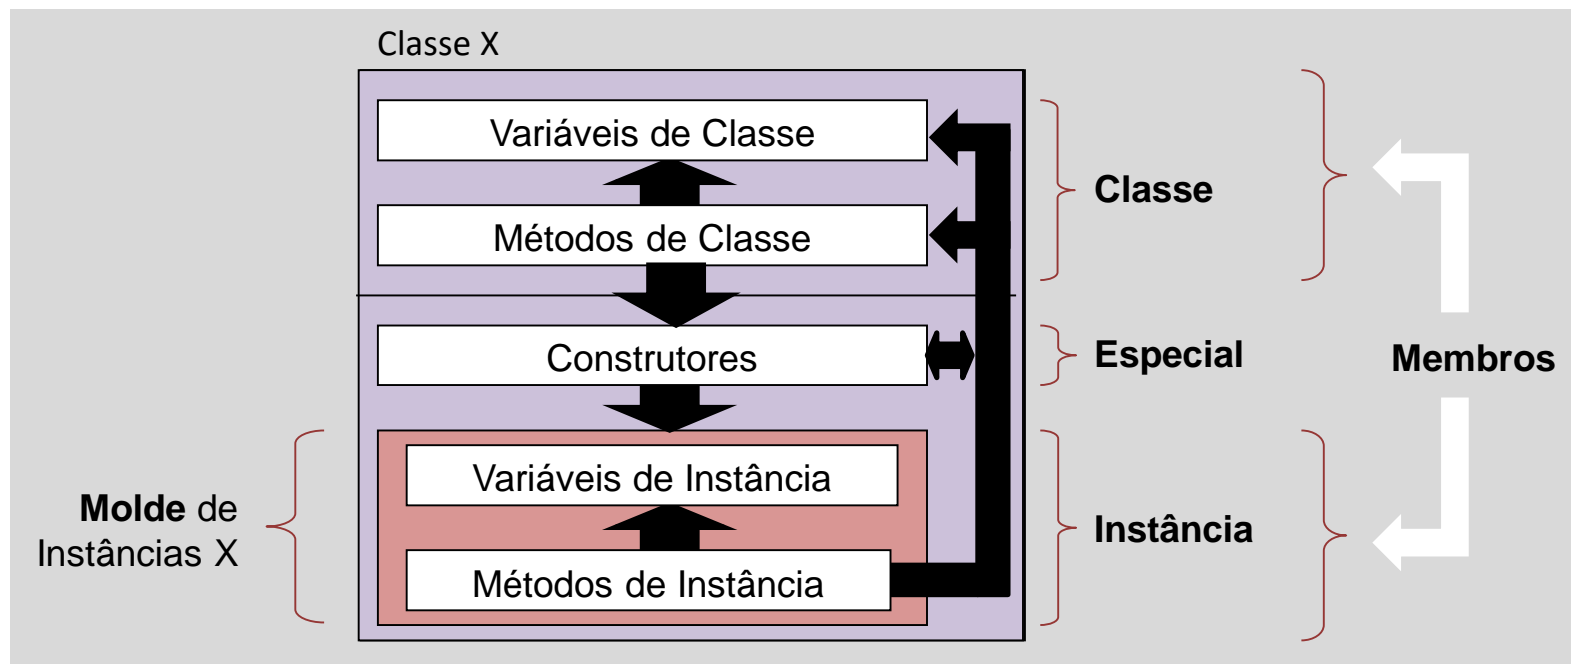 Classe X
Variáveis de Classe
Métodos de Classe
Classe
Construtores
Especial
Membros
Variáveis de Instância
Molde de
Instâncias X
Instância
Métodos de Instância